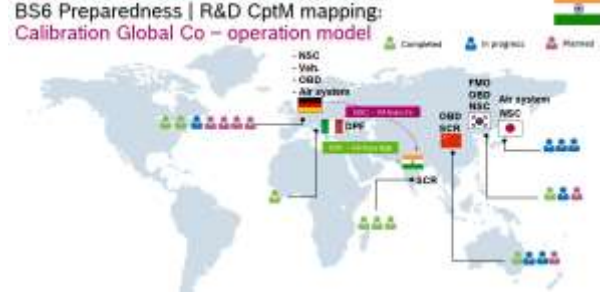 BS6 Preparedness | R&D CptM mapping:
Calibration Global Co – operation model
Completed
In progress
Planned
- NSC
- Veh.
- OBD
- Air system
DPF
SCR
OBD
SCR
FMO
OBD
NSC
Air system
NSC